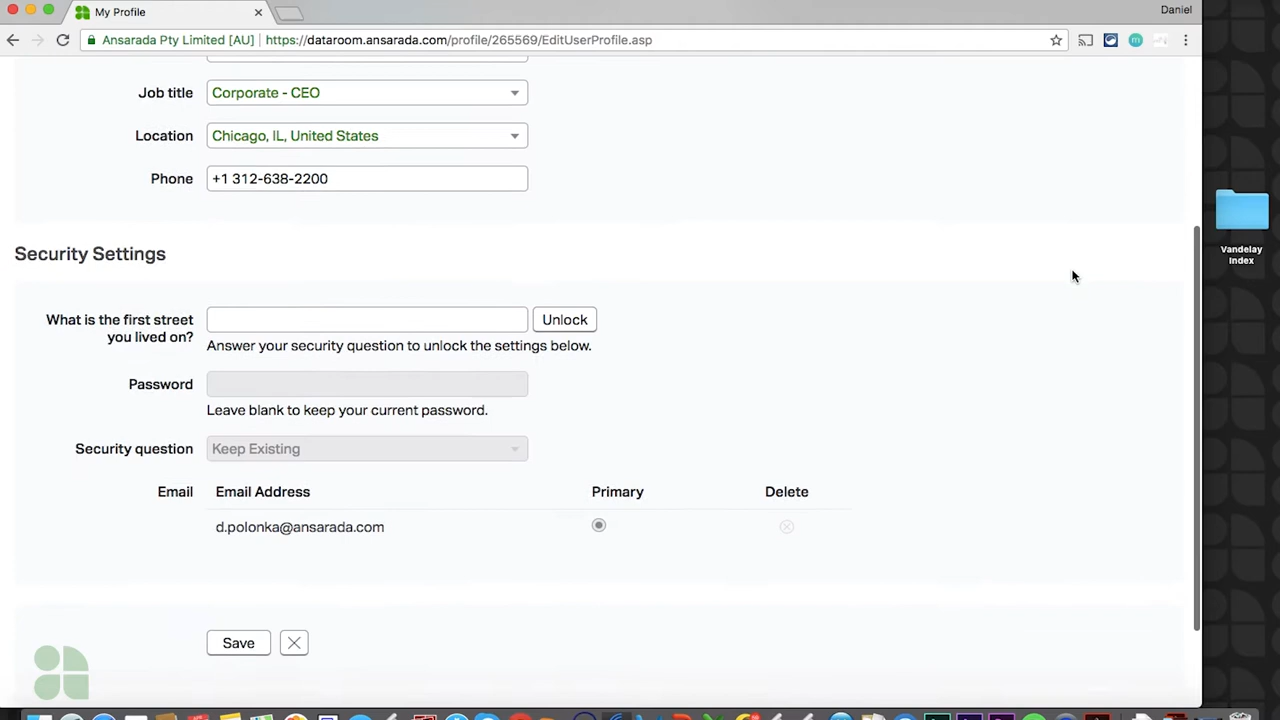 My Profile
Daniel
Ansarada Pty Limited [AU] https://dataroom.ansarada.com/profile/265569/EditUserProfile.asp
Job title
Corporate - CEO
Location
Chicago, IL, United States
Phone
+1 312-638-2200
Vandelay
Index
Security Settings
What is the first street
you lived on?
Unlock
Answer your security question to unlock the settings below.
Password
Leave blank to keep your current password.
Security question
Keep Existing
Email
Email Address
Primary
Delete
d.polonka@ansarada.com
Save